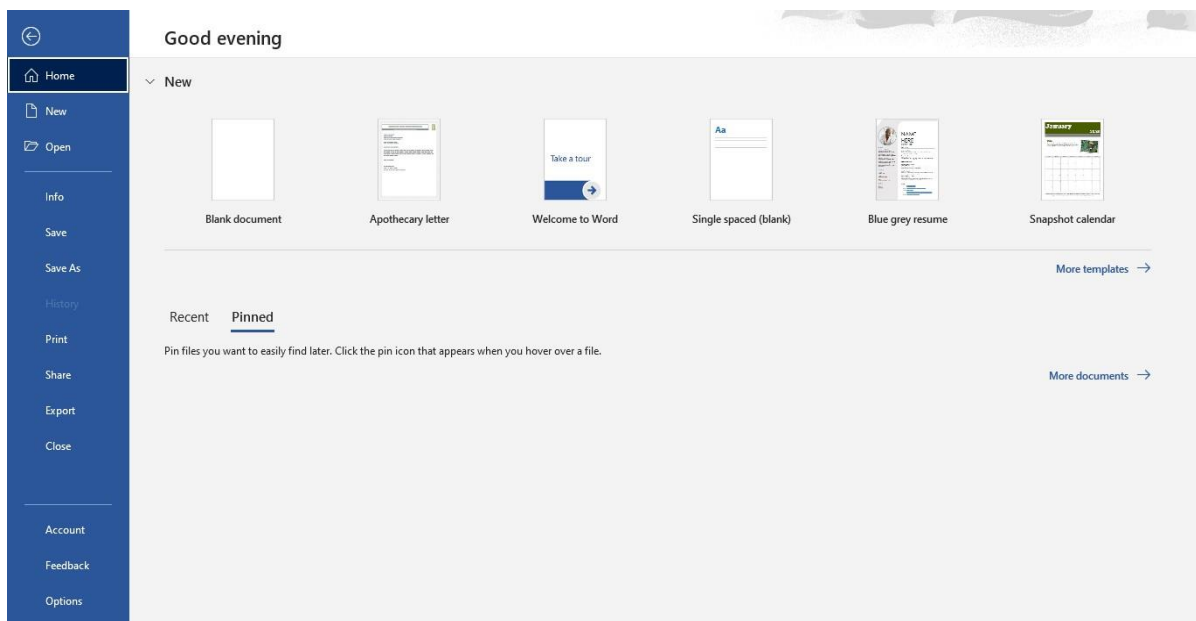 Good evening
Home
New
Open
Info
Save
Save As
History
Print
Share
Export
Close
Account
Feedback
Options
New
Take a tour
Aa
NAME
HERE
January
Blank document
Apothecary letter
Welcome to Word
Single spaced (blank)
Blue grey resume
Snapshot calendar
More templates
Recent Pinned
Pin files you want to easily find later. Click the pin icon that appears when you hover over a file.
More documents